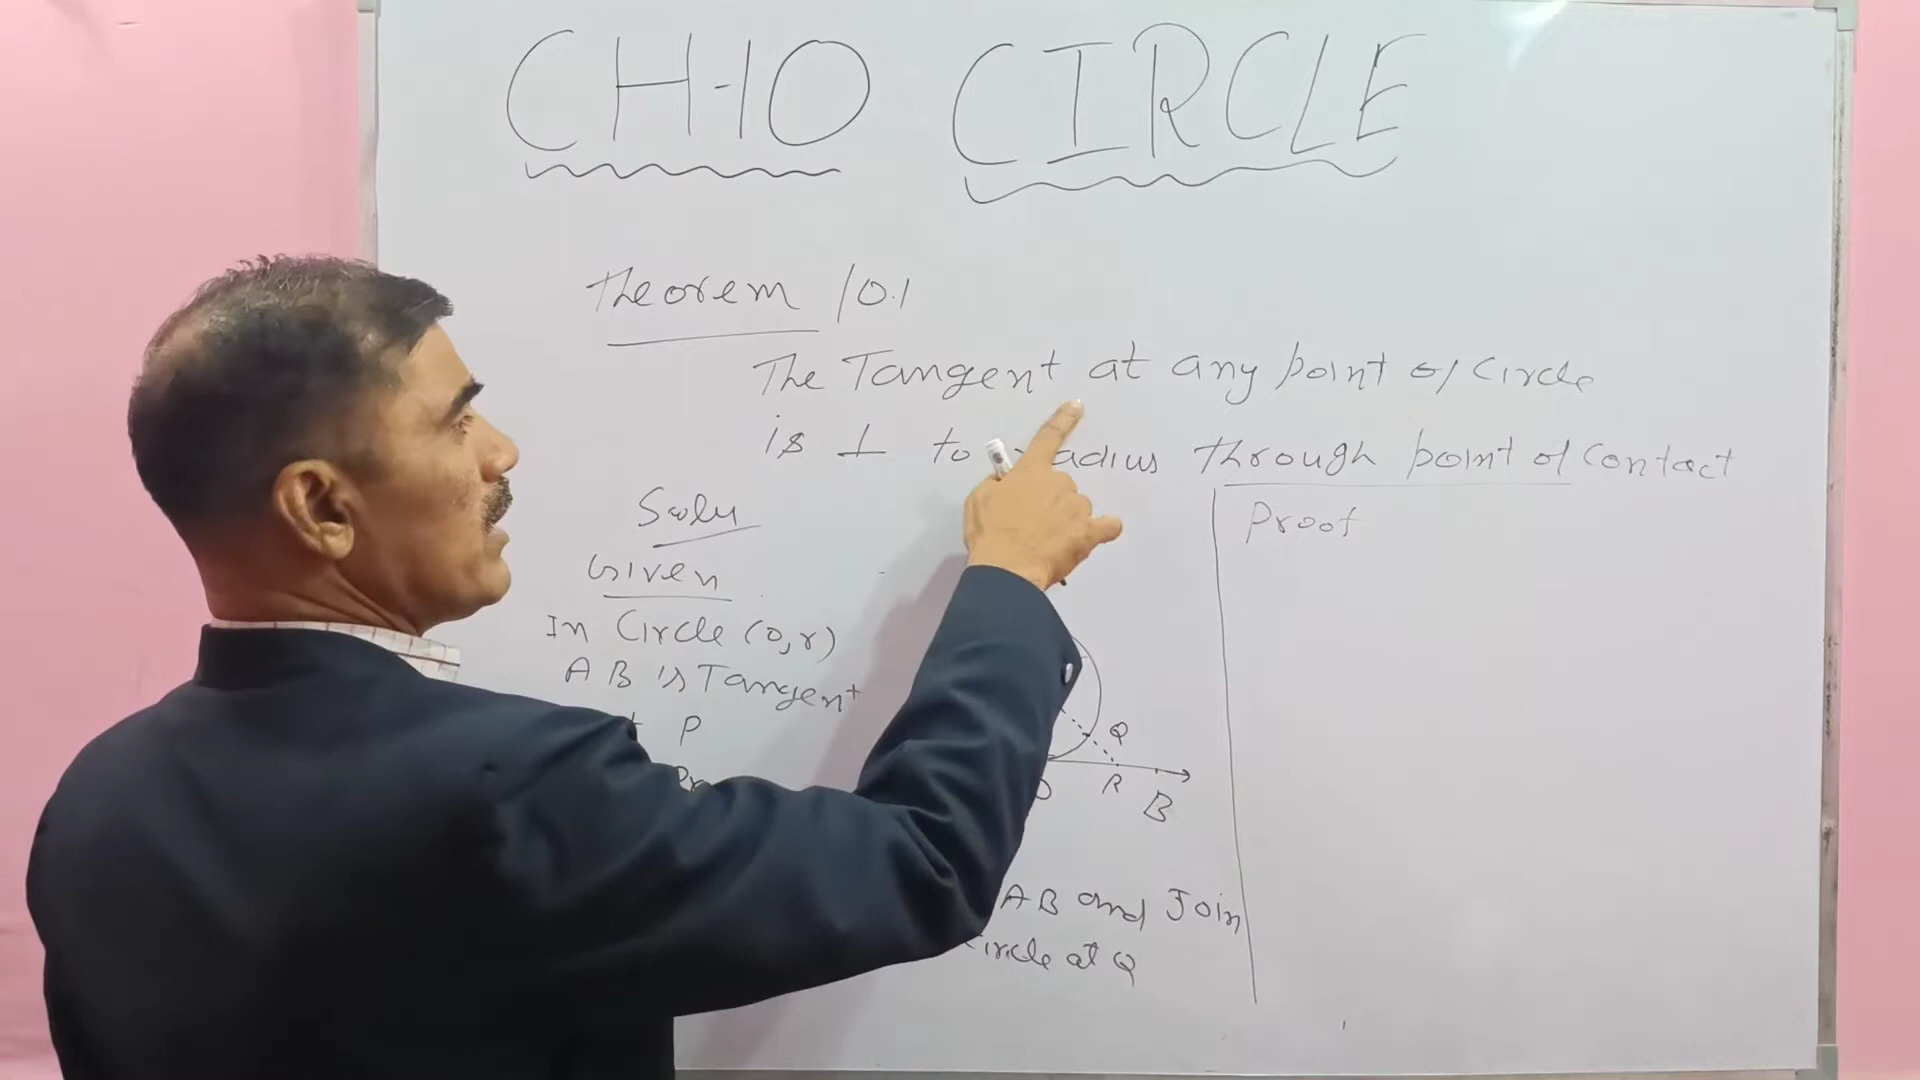 CH-10 CIRCLE
Theorem 10.1
The Tangent at any point of Circle
is ⊥ to radius through point of contact
Soln
Given
In Circle (O,r)
AB is Tangent
P
Proof
Q
R
B
AB and Join
Circle at Q